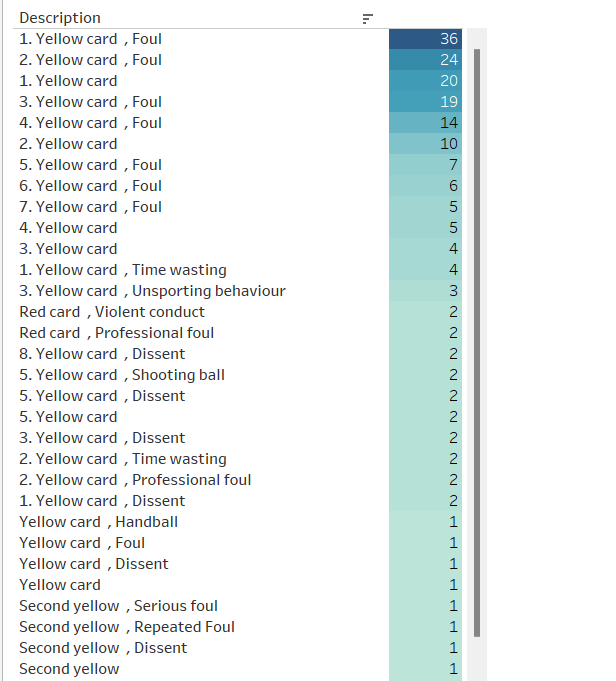 Description
1. Yellow card , Foul 36
2. Yellow card , Foul 24
1. Yellow card 20
3. Yellow card , Foul 19
4. Yellow card , Foul 14
2. Yellow card 10
5. Yellow card , Foul 7
6. Yellow card , Foul 6
7. Yellow card , Foul 5
4. Yellow card 5
3. Yellow card 4
1. Yellow card , Time wasting 4
3. Yellow card , Unsporting behaviour 3
Red card , Violent conduct 2
Red card , Professional foul 2
8. Yellow card , Dissent 2
5. Yellow card , Shooting ball 2
5. Yellow card , Dissent 2
5. Yellow card 2
3. Yellow card , Dissent 2
2. Yellow card , Time wasting 2
2. Yellow card , Professional foul 2
1. Yellow card , Dissent 2
Yellow card , Handball 1
Yellow card , Foul 1
Yellow card , Dissent 1
Yellow card 1
Second yellow , Serious foul 1
Second yellow , Repeated Foul 1
Second yellow , Dissent 1
Second yellow 1